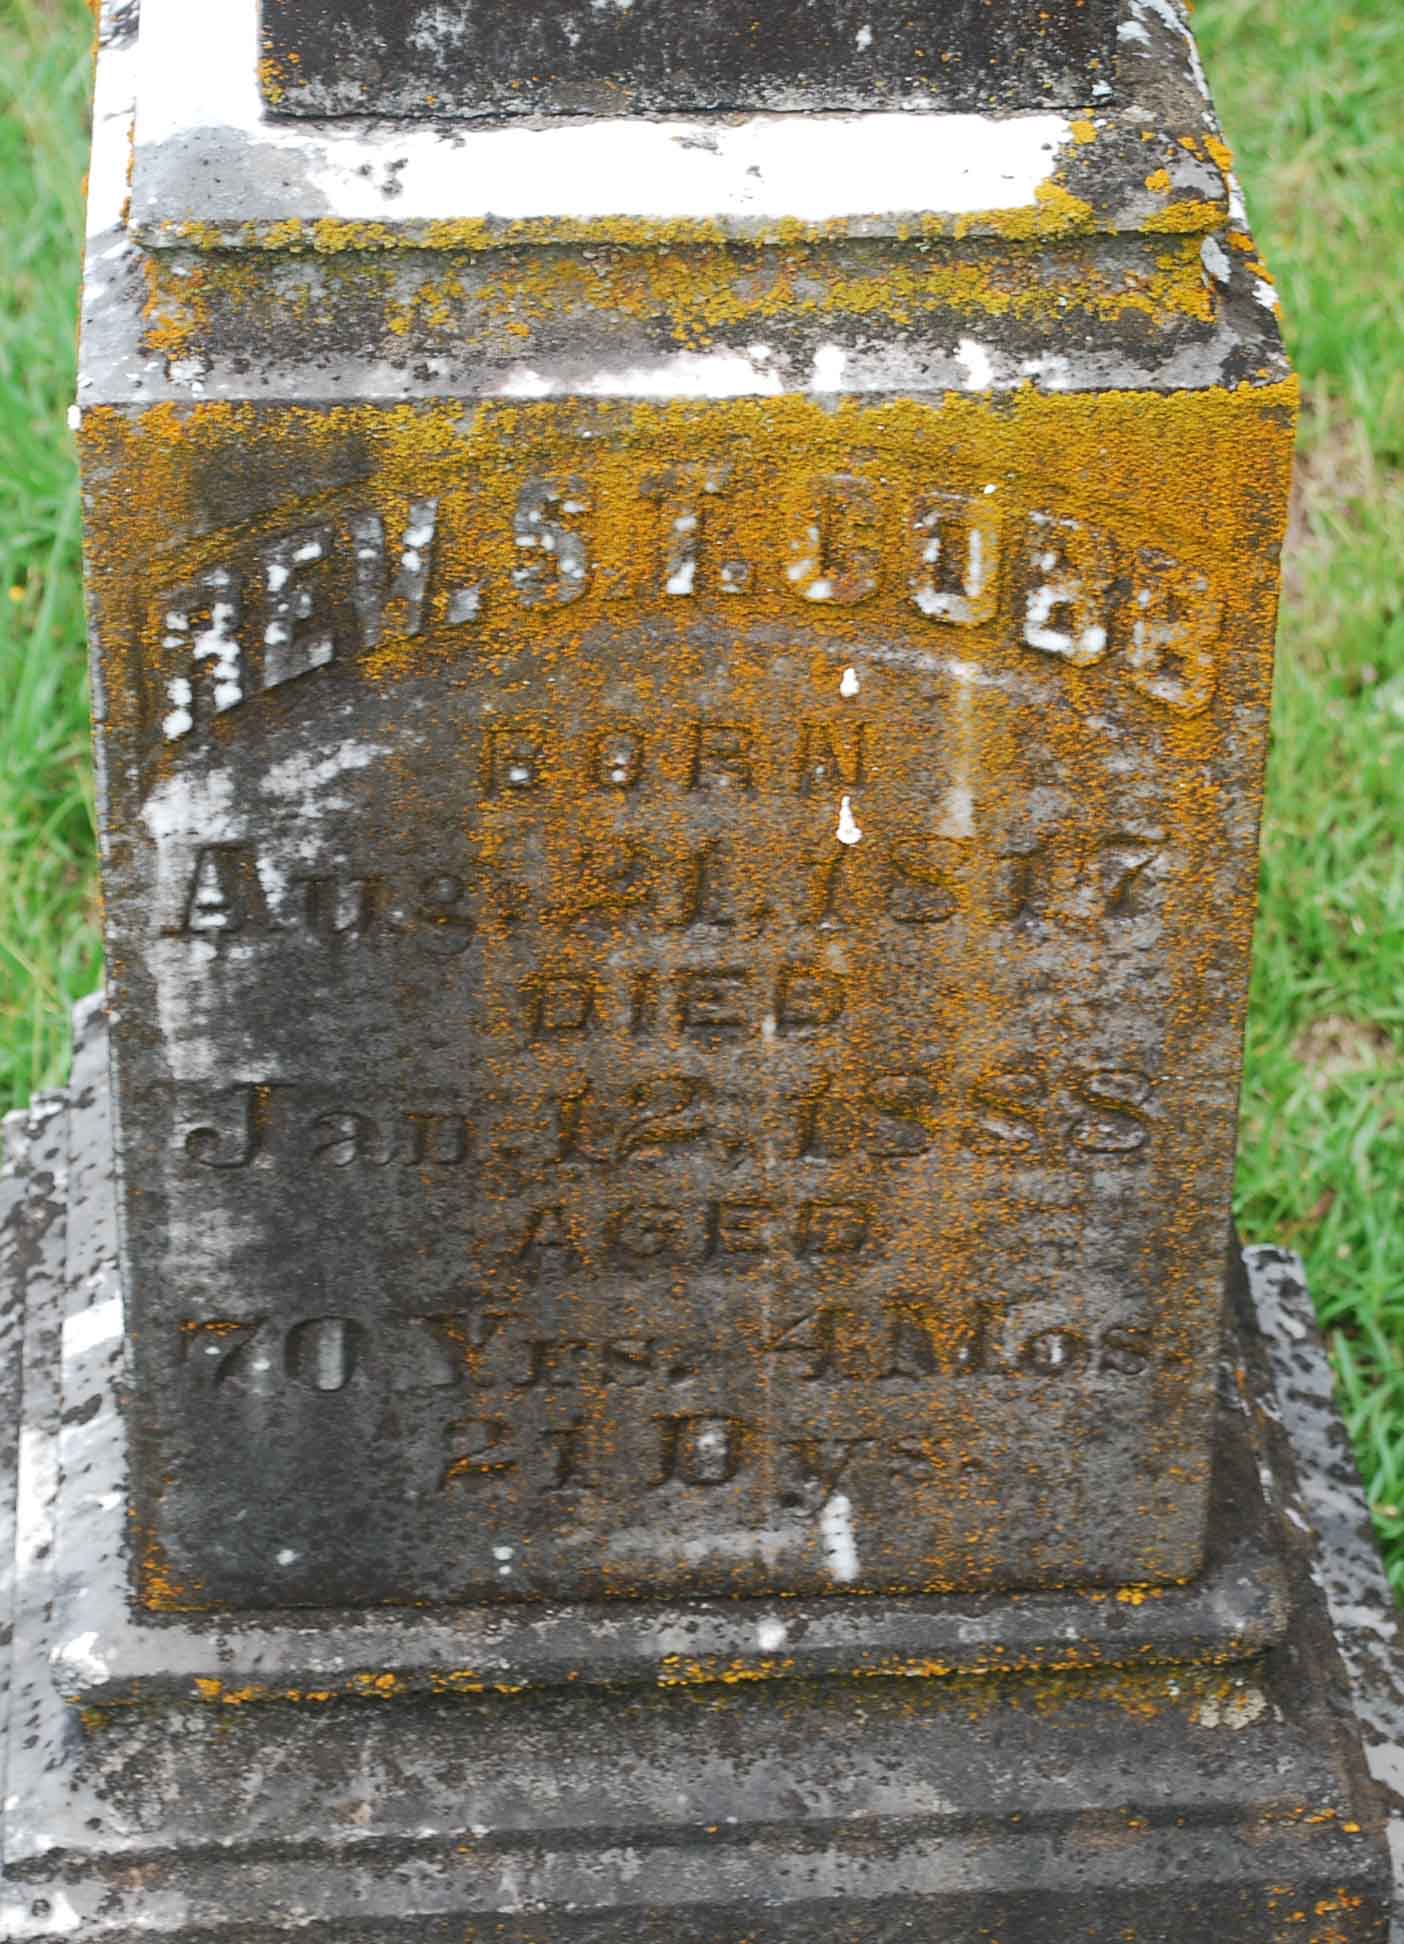 REV. S. T. COBB
BORN
Aug. 21, 1817
DIED
Jan. 12, 1888
AGED
70 Yrs. 4 Mos.
21 Dys.